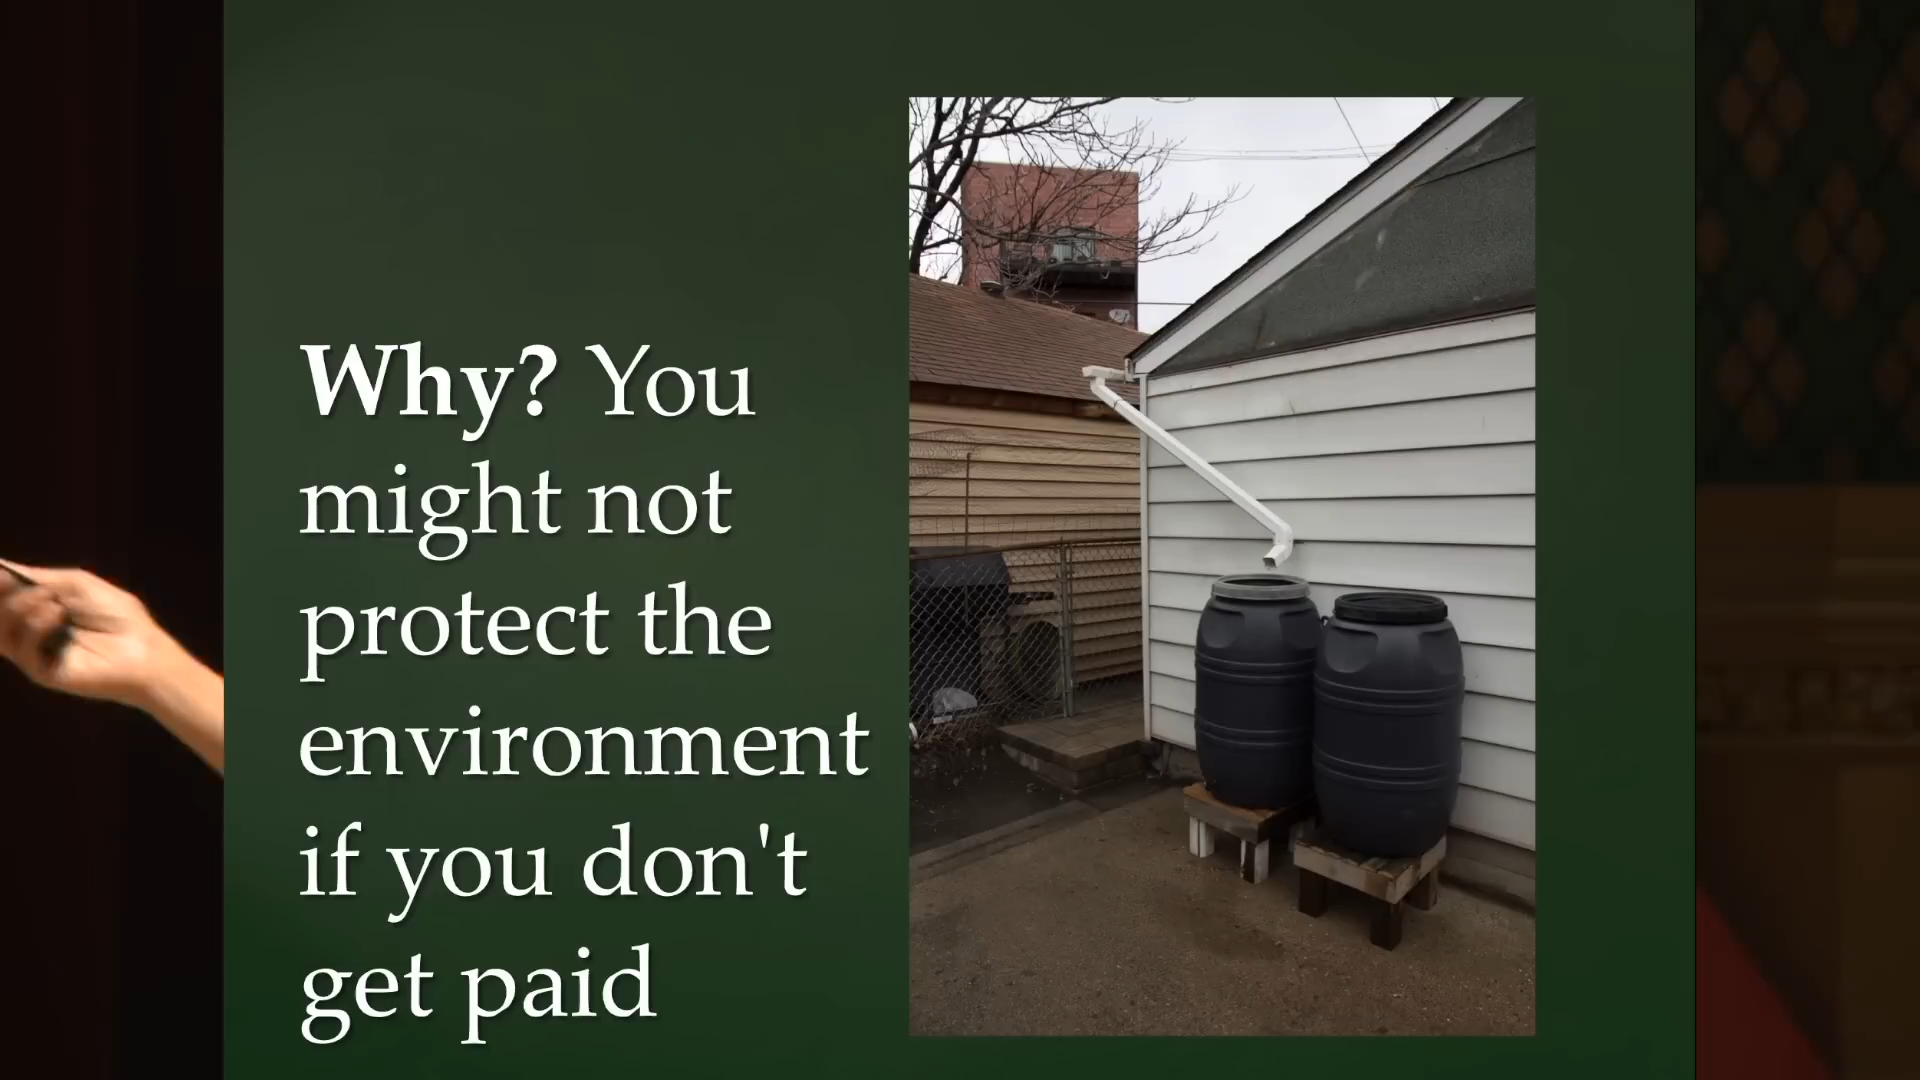 Why? You
might not
protect the
environment
if you don't
get paid